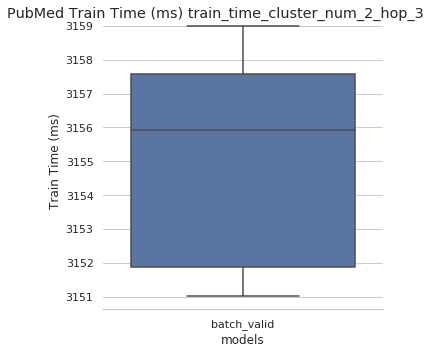 PubMed Train Time (ms) train_time_cluster_num_2_hop_3
3159
3158
3157
3156
3155
3154
3153
3152
3151
Train Time (ms)
batch_valid
models